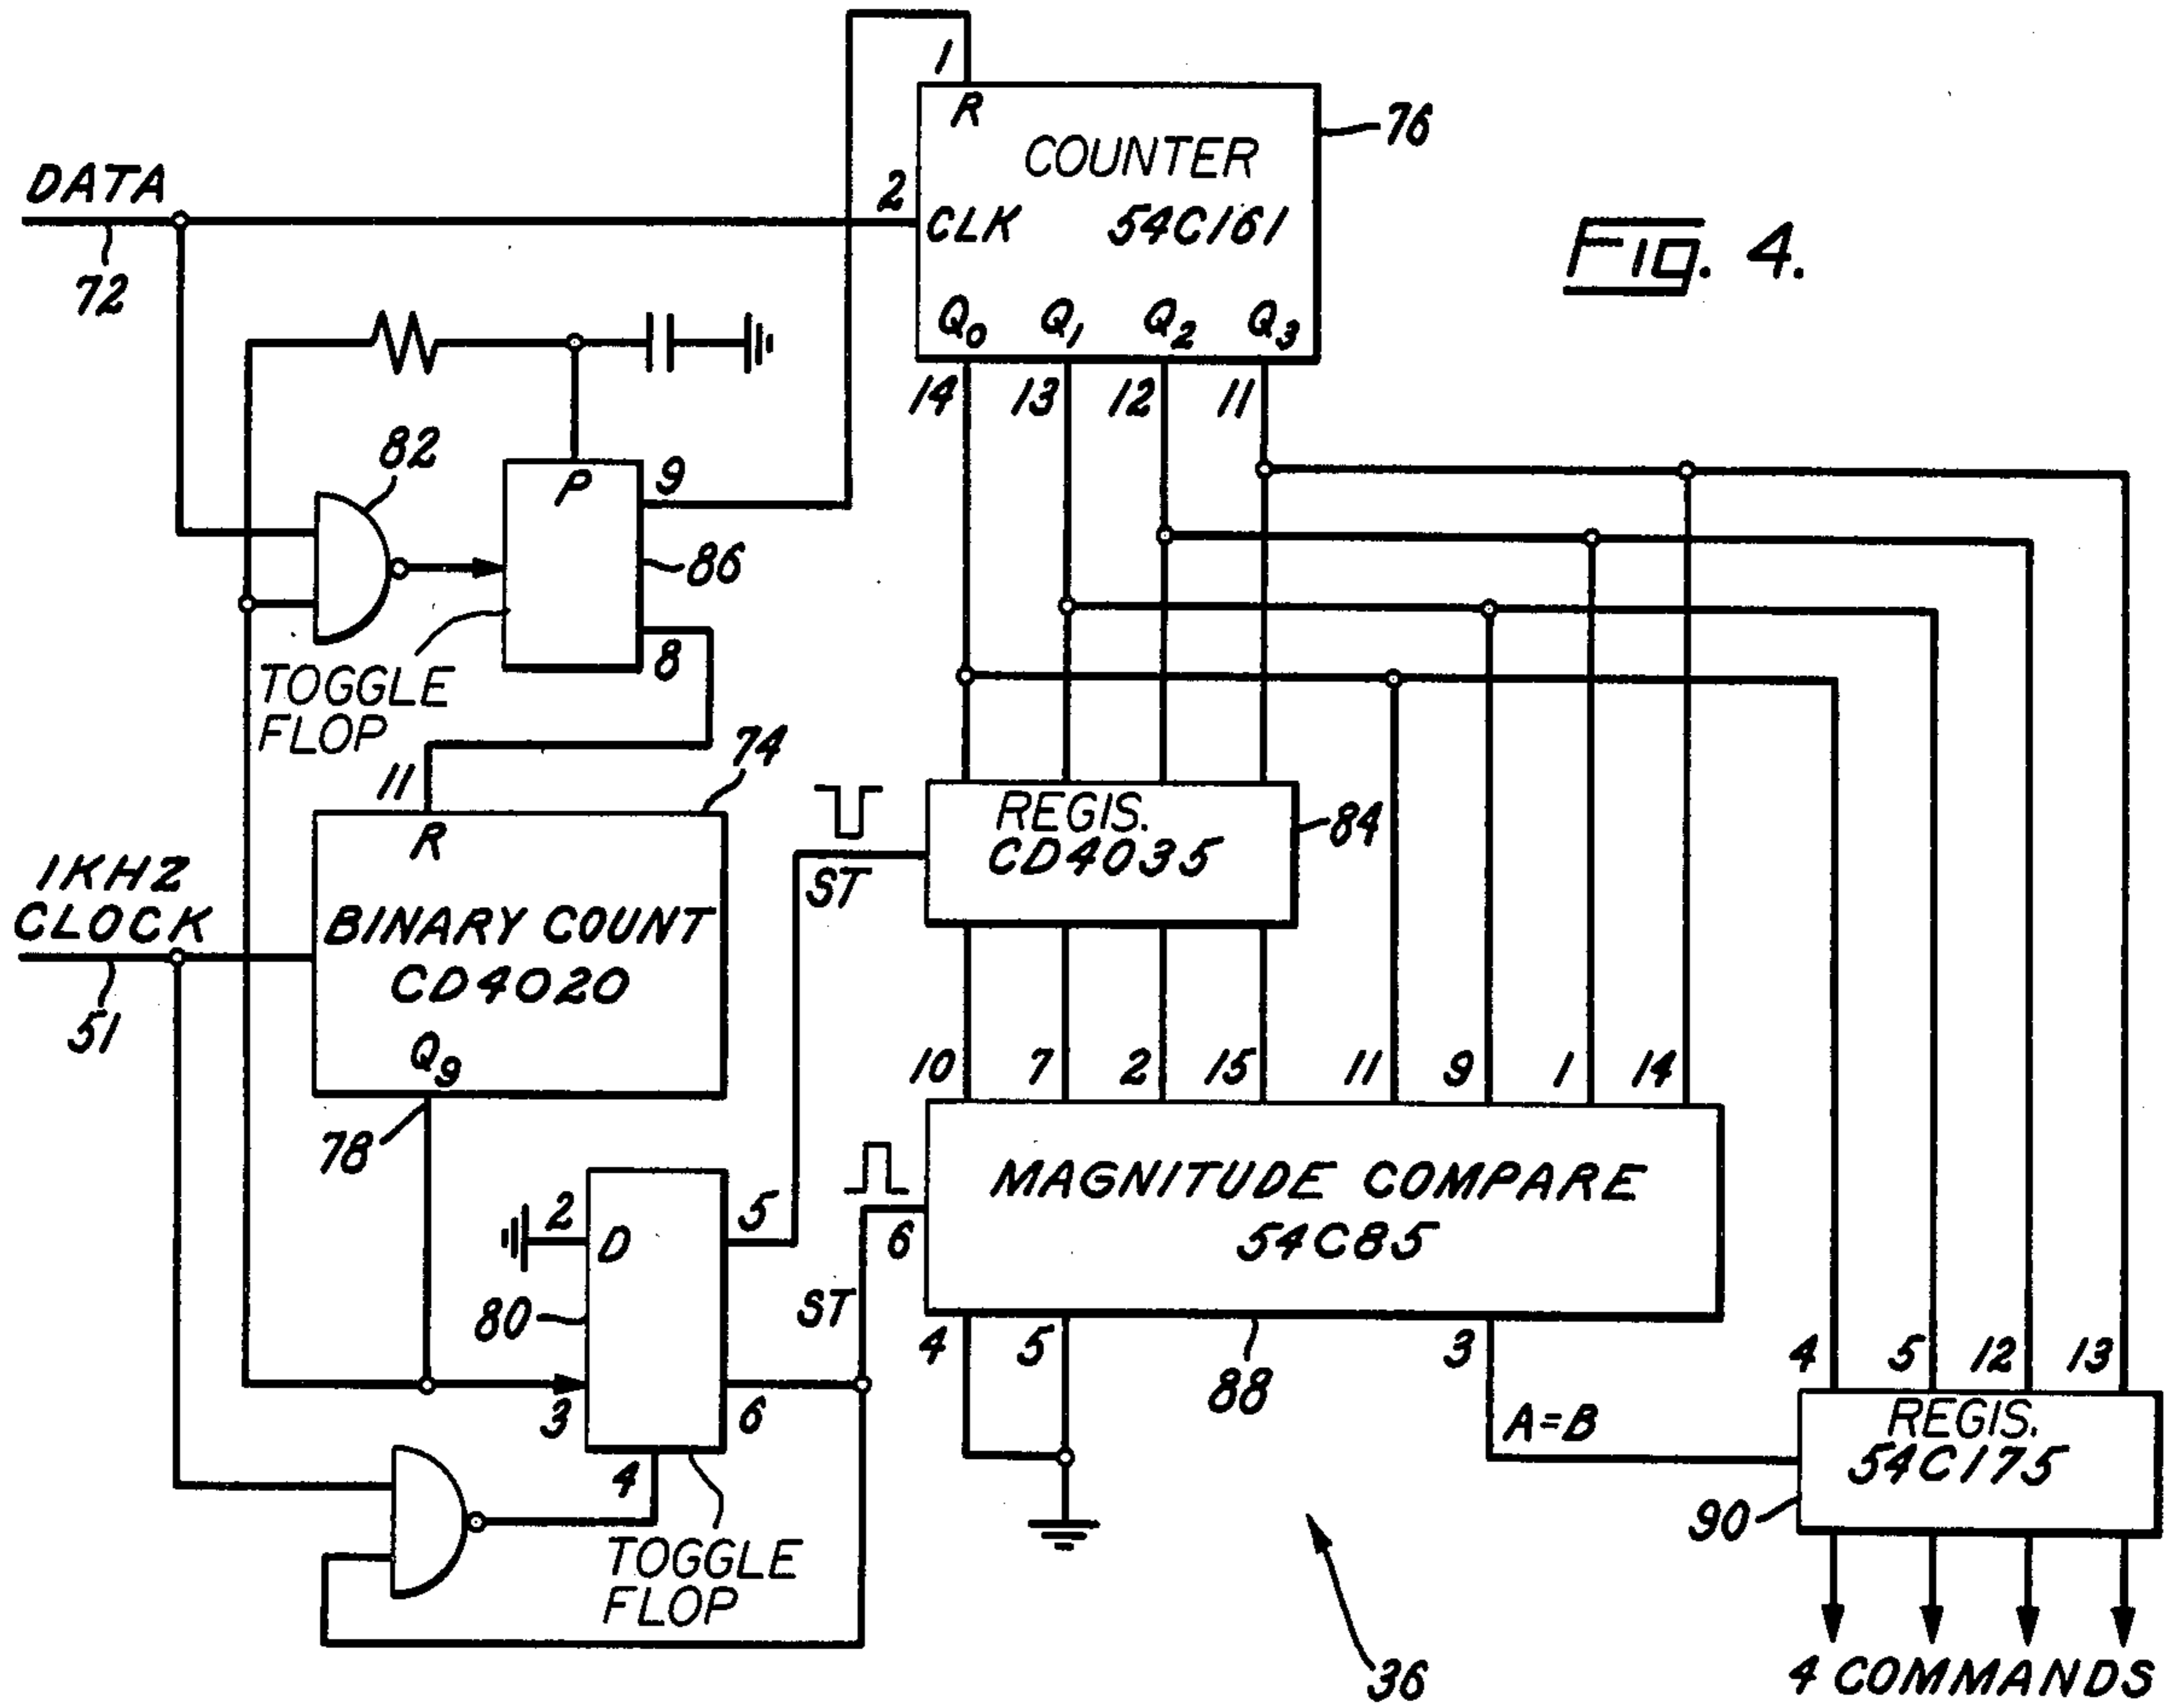 1
R
76
COUNTER
DATA
2
CLK
54C161
FIG. 4.
72
Q0 Q1 Q2 Q3
14 13 12 11
82
P
9
86
8
TOGGLE
FLOP
74
11
R
REGIS.
CD4035
84
1KHZ
CLOCK
ST
BINARY COUNT
CD4020
51
Q9
10 7 2 15 11 9 1 14
78
MAGNITUDE COMPARE
54C85
2
D
5
6
80
ST
4 5 3
4 5 12 13
88
3
6
A=B
REGIS.
54C175
4
90
TOGGLE
FLOP
36
4 COMMANDS